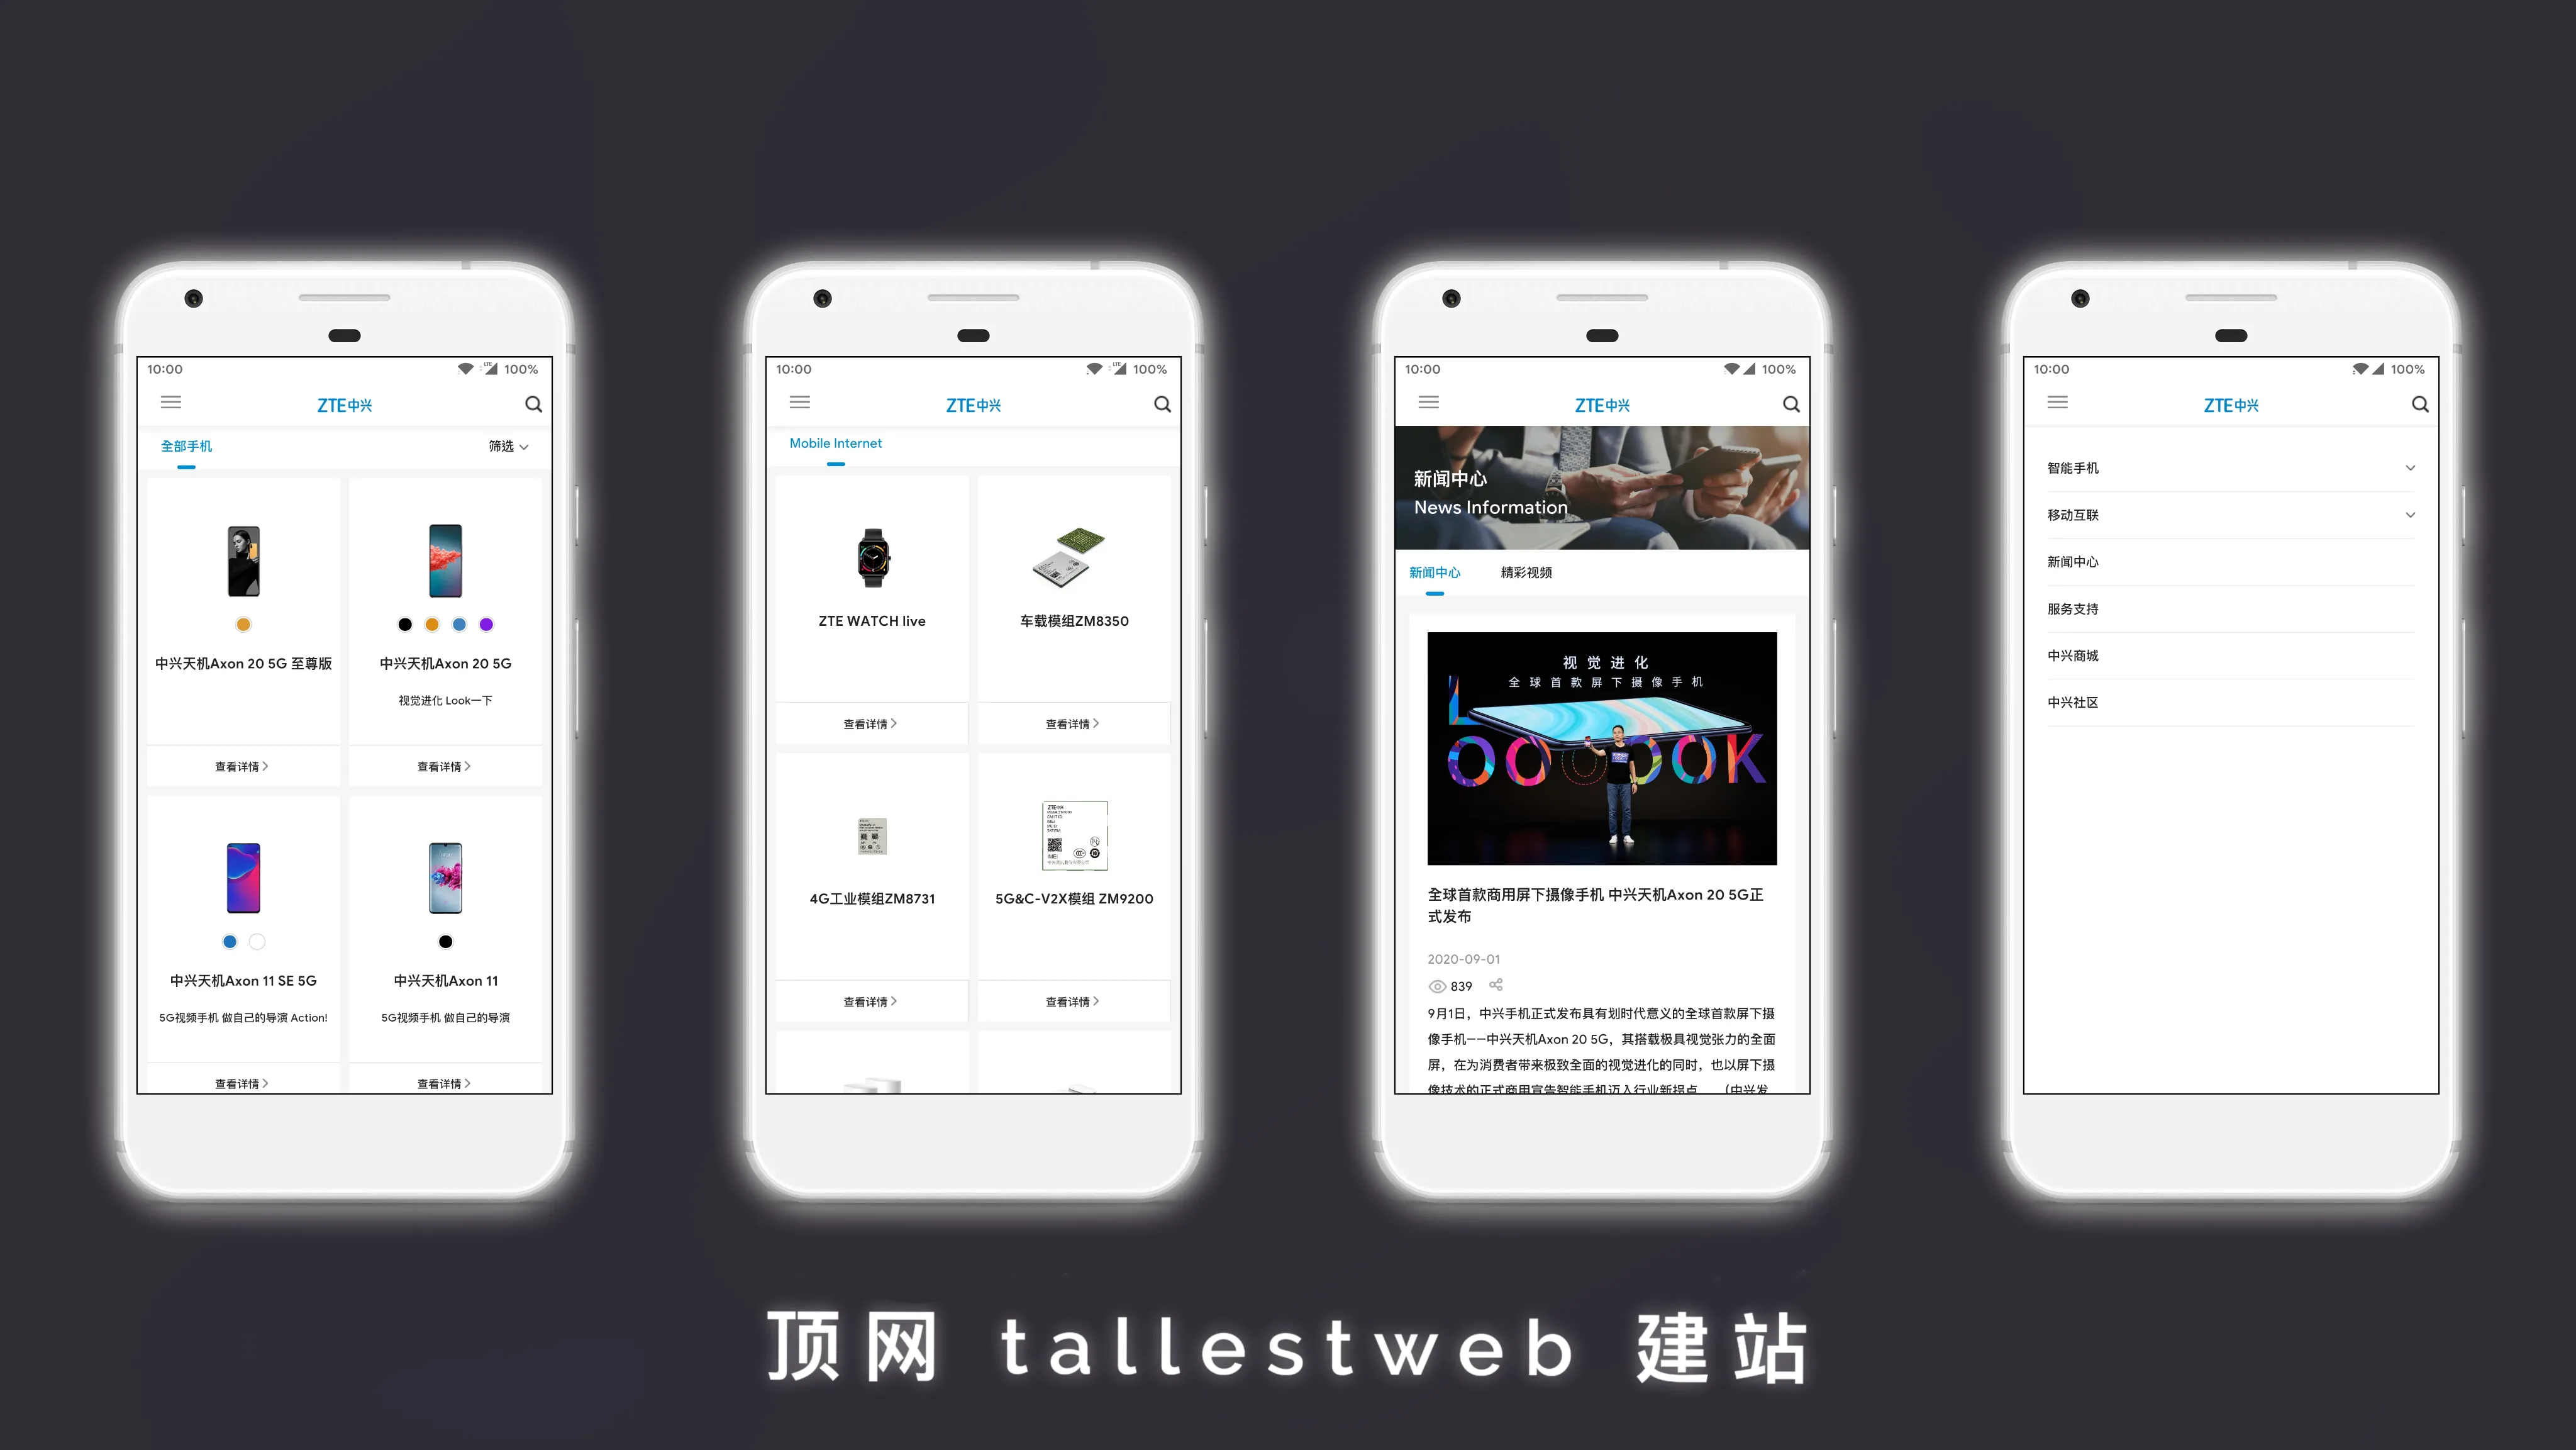 10:00 LTE 100%
ZTE中兴
全部手机 筛选
中兴天机Axon 20 5G 至尊版
查看详情
中兴天机Axon 20 5G
视觉进化 Look一下
查看详情
中兴天机Axon 11 SE 5G
5G视频手机 做自己的导演 Action!
查看详情
中兴天机Axon 11
5G视频手机 做自己的导演
查看详情
10:00 LTE 100%
ZTE中兴
Mobile Internet
ZTE WATCH live
查看详情
车载模组ZM8350
查看详情
4G工业模组ZM8731
查看详情
ZTE中兴
IMEI:
5G&C-V2X模组 ZM9200
查看详情
10:00 100%
ZTE中兴
新闻中心
News Information
新闻中心 精彩视频
视觉进化
全球首款屏下摄像手机
L
OOOOOK
全球首款商用屏下摄像手机 中兴天机Axon 20 5G正
式发布
2020-09-01
839
9月1日，中兴手机正式发布具有划时代意义的全球首款屏下摄
像手机——中兴天机Axon 20 5G，其搭载极具视觉张力的全面
屏，在为消费者带来极致全面的视觉进化的同时，也以屏下摄
像技术的正式商用宣告智能手机迈入行业新拐点。（中兴发
10:00 100%
ZTE中兴
智能手机
移动互联
新闻中心
服务支持
中兴商城
中兴社区
顶网 tallestweb 建站